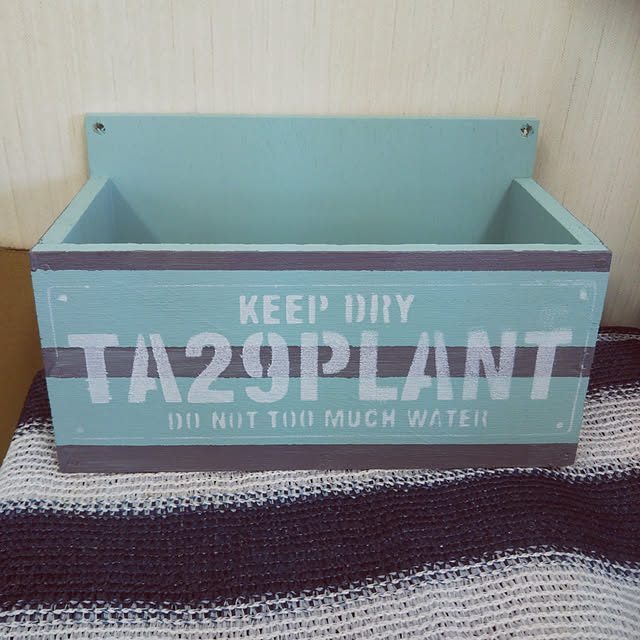 KEEP DRY
TA29PLANT
DO NOT TOO MUCH WATER